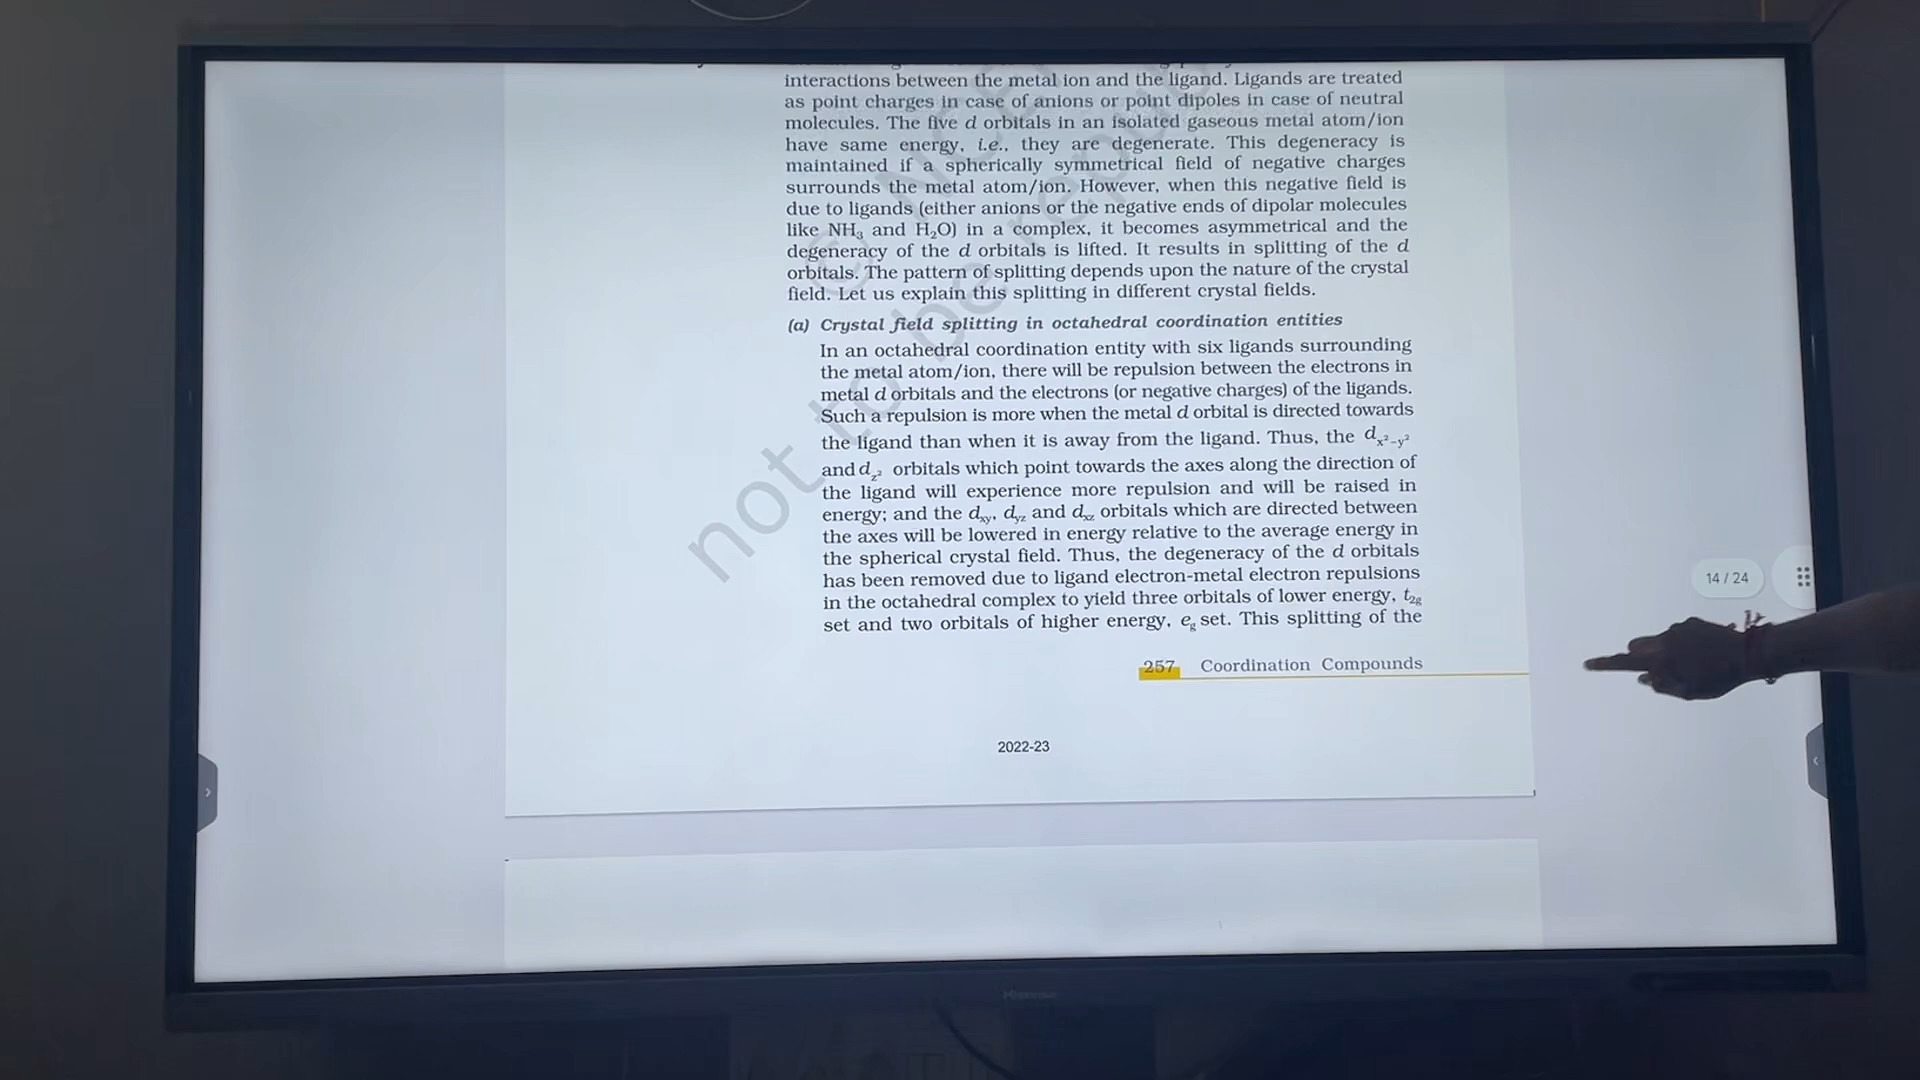 interactions between the metal ion and the ligand. Ligands are treated
as point charges in case of anions or point dipoles in case of neutral
molecules. The five d orbitals in an isolated gaseous metal atom/ion
have same energy, i.e., they are degenerate. This degeneracy is
maintained if a spherically symmetrical field of negative charges
surrounds the metal atom/ion. However, when this negative field is
due to ligands (either anions or the negative ends of dipolar molecules
like NH₃ and H₂O) in a complex, it becomes asymmetrical and the
degeneracy of the d orbitals is lifted. It results in splitting of the d
orbitals. The pattern of splitting depends upon the nature of the crystal
field. Let us explain this splitting in different crystal fields.
(a) Crystal field splitting in octahedral coordination entities
In an octahedral coordination entity with six ligands surrounding
the metal atom/ion, there will be repulsion between the electrons in
metal d orbitals and the electrons (or negative charges) of the ligands.
Such a repulsion is more when the metal d orbital is directed towards
the ligand than when it is away from the ligand. Thus, the dx²–y²
and dz² orbitals which point towards the axes along the direction of
the ligand will experience more repulsion and will be raised in
energy; and the dxy, dyz and dxz orbitals which are directed between
the axes will be lowered in energy relative to the average energy in
the spherical crystal field. Thus, the degeneracy of the d orbitals
has been removed due to ligand electron-metal electron repulsions
in the octahedral complex to yield three orbitals of lower energy, t2g
set and two orbitals of higher energy, eg set. This splitting of the
257 Coordination Compounds
2022-23
14 / 24
not to be
Hisense